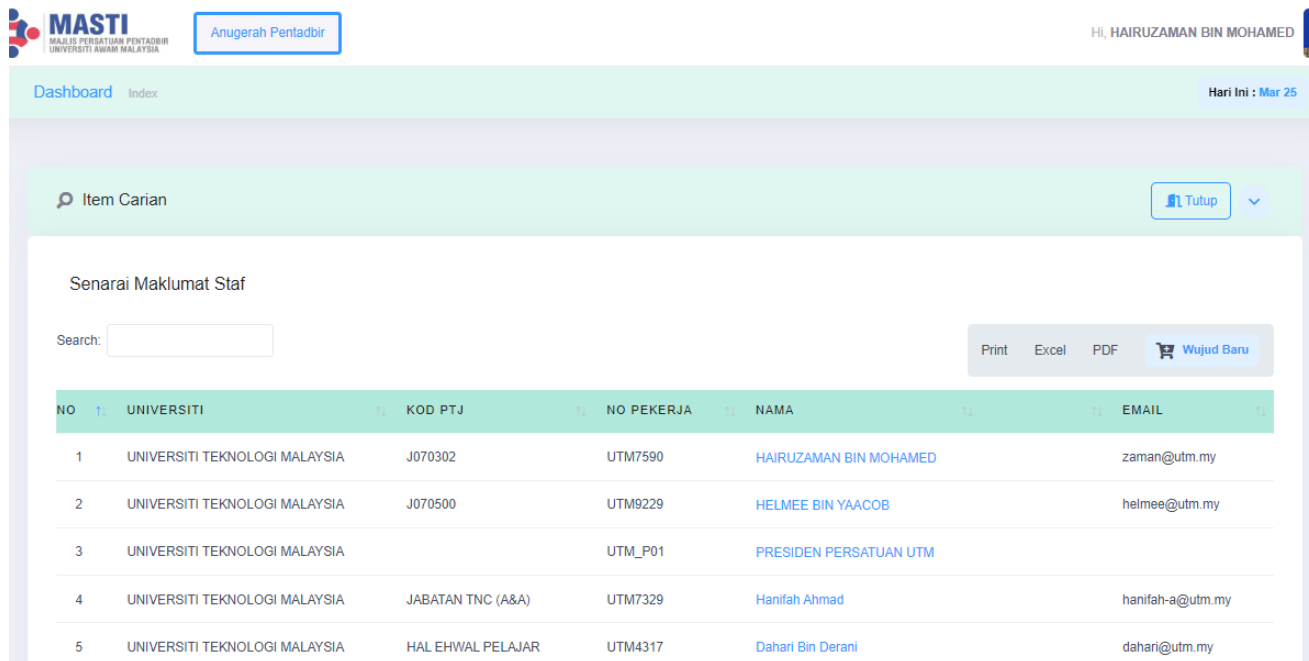 MASTI
MAJLIS PERSATUAN PENTADBIR
UNIVERSITI AWAM MALAYSIA
Anugerah Pentadbir
Hi, HAIRUZAMAN BIN MOHAMED
Dashboard Index
Hari Ini : Mar 25
Item Carian
Tutup
Senarai Maklumat Staf
Search:
Print Excel PDF Wujud Baru
NO UNIVERSITI KOD PTJ NO PEKERJA NAMA EMAIL
1 UNIVERSITI TEKNOLOGI MALAYSIA J070302 UTM7590 HAIRUZAMAN BIN MOHAMED zaman@utm.my
2 UNIVERSITI TEKNOLOGI MALAYSIA J070500 UTM9229 HELMEE BIN YAACOB helmee@utm.my
3 UNIVERSITI TEKNOLOGI MALAYSIA UTM_P01 PRESIDEN PERSATUAN UTM
4 UNIVERSITI TEKNOLOGI MALAYSIA JABATAN TNC (A&A) UTM7329 Hanifah Ahmad hanifah-a@utm.my
5 UNIVERSITI TEKNOLOGI MALAYSIA HAL EHWAL PELAJAR UTM4317 Dahari Bin Derani dahari@utm.my